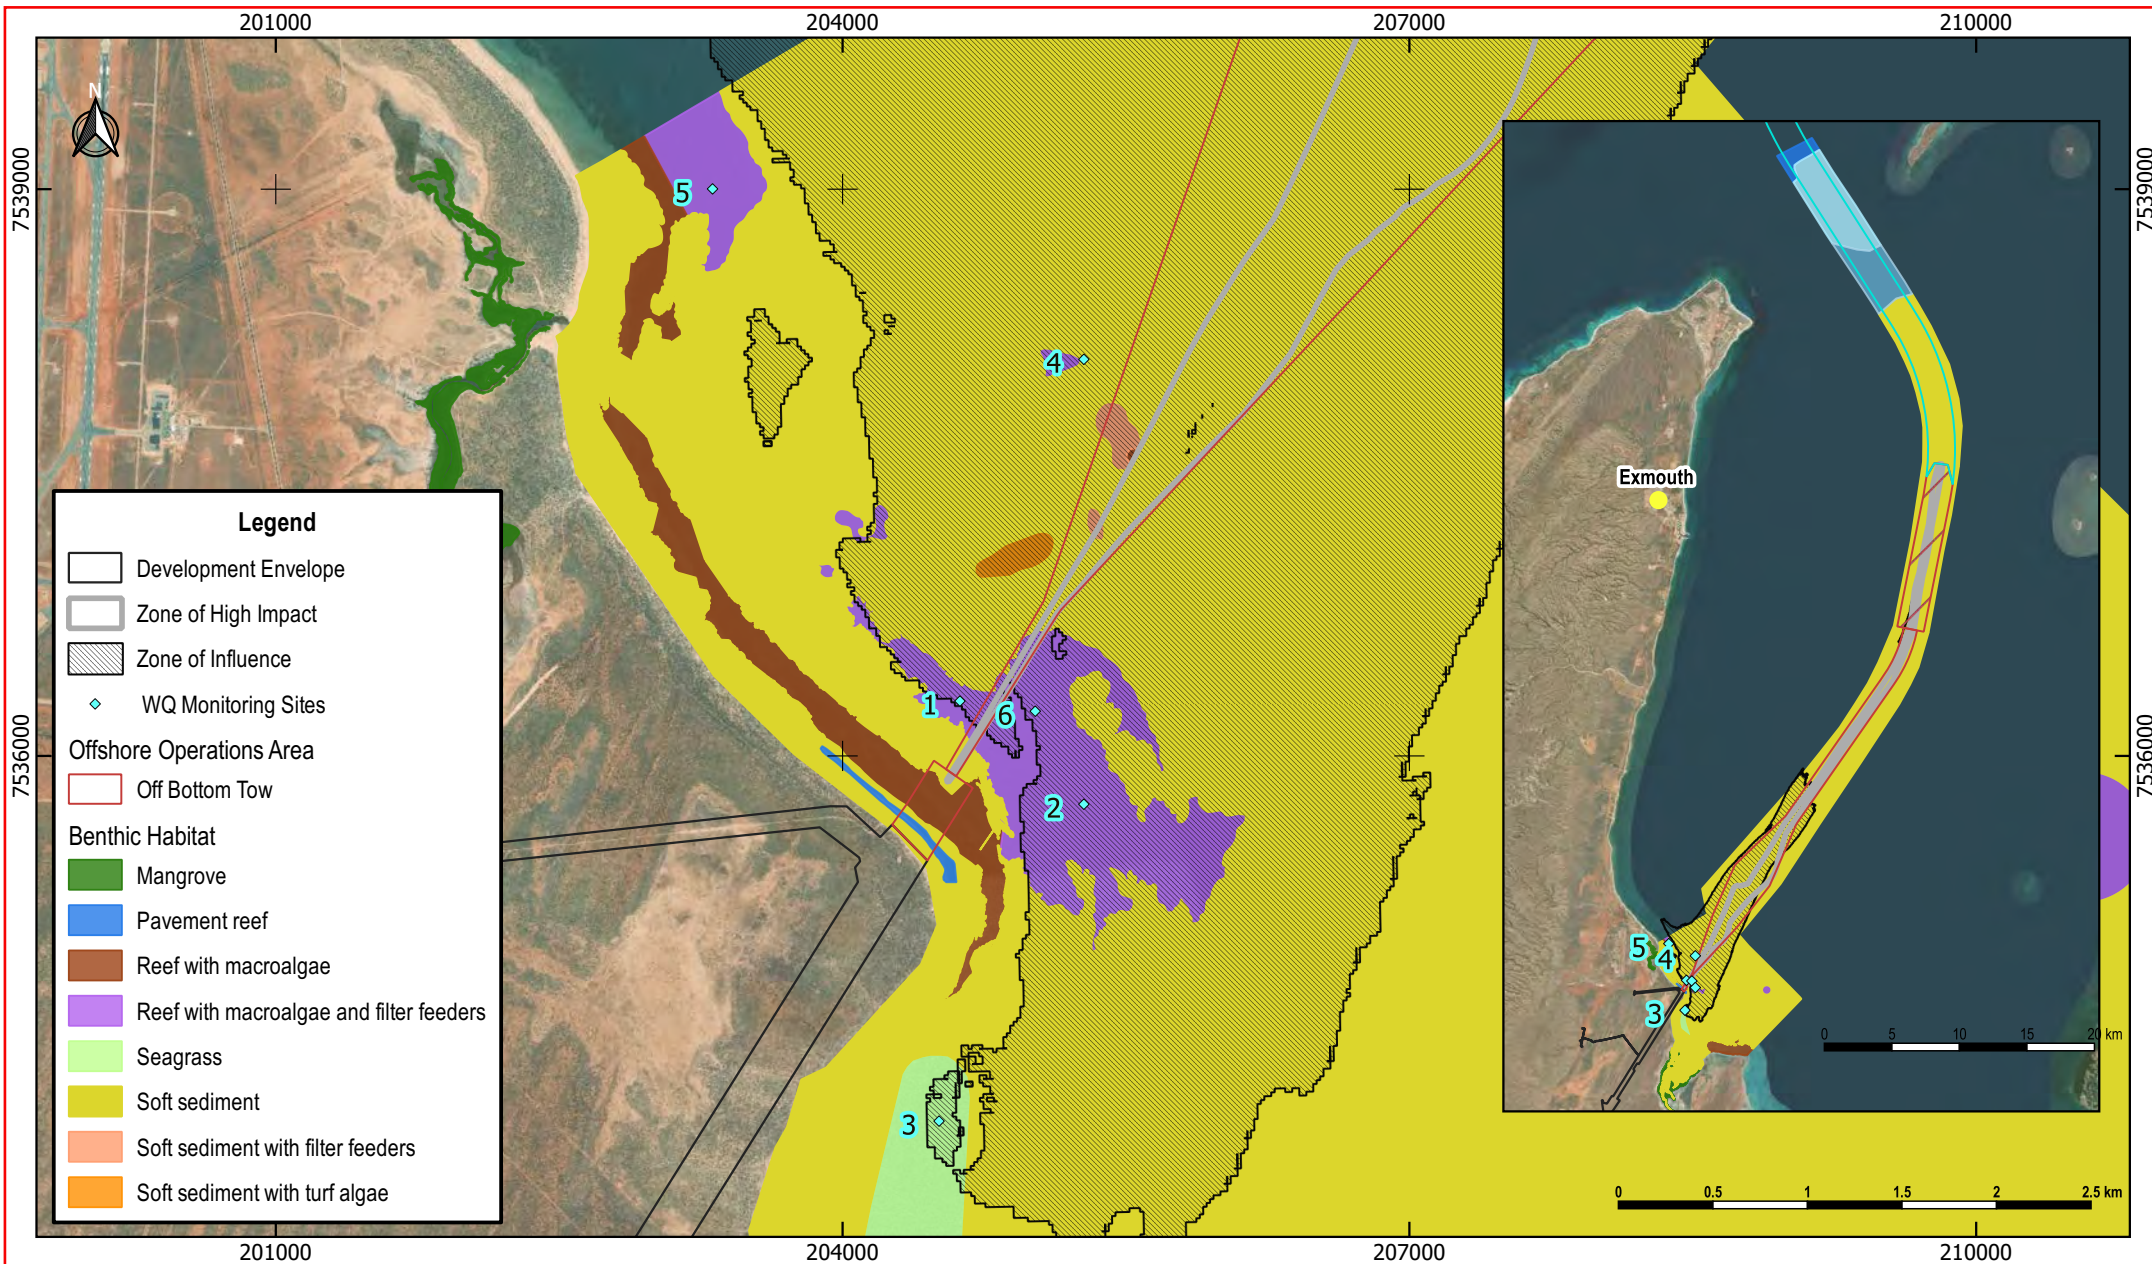 201000 204000 207000 210000
N
7539000
7539000
5
4
Exmouth
Legend
Development Envelope
Zone of High Impact
Zone of Influence
WQ Monitoring Sites
Offshore Operations Area
Off Bottom Tow
Benthic Habitat
Mangrove
Pavement reef
Reef with macroalgae
Reef with macroalgae and filter feeders
Seagrass
Soft sediment
Soft sediment with filter feeders
Soft sediment with turf algae
1
6
2
3
7536000
7536000
5
4
3
0 5 10 15 20 km
0 0.5 1 1.5 2 2.5 km
201000 204000 207000 210000